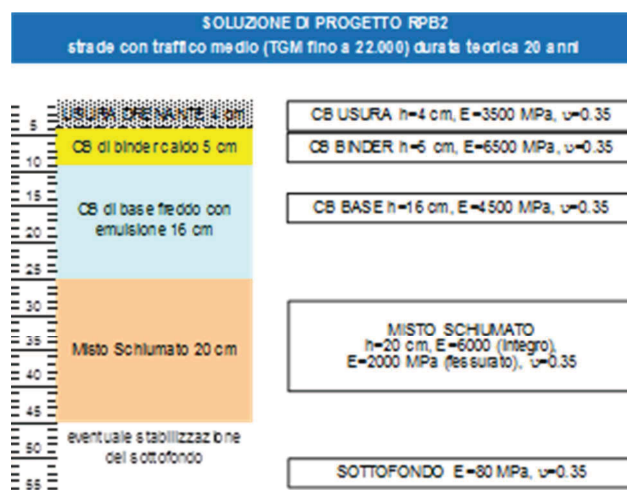 SOLUZIONE DI PROGETTO RPB2
strade con traffico medio (TGM fino a 22.000) durata teorica 20 anni
USURA DRENANTE 4 cm
CB USURA h=4 cm, E=3500 MPa, υ=0.35
5
CB di binder caldo 5 cm
CB BINDER h=5 cm, E=6500 MPa, υ=0.35
10
15
CB di base freddo con
emulsione 16 cm
CB BASE h=16 cm, E=4500 MPa, υ=0.35
20
25
30
35
Misto Schiumato 20 cm
MISTO SCHIUMATO
h=20 cm, E=6000 (integro),
E=2000 MPa (fessurato), υ=0.35
40
45
50
eventuale stabilizzazione
del sottofondo
SOTTOFONDO E=80 MPa, υ=0.35
55